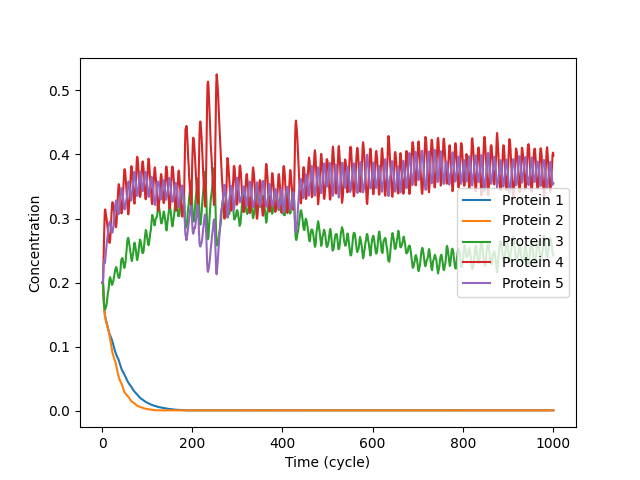 0.5
0.4
0.3
0.2
0.1
0.0
Concentration
0
200
400
600
800
1000
Time (cycle)
Protein 1
Protein 2
Protein 3
Protein 4
Protein 5